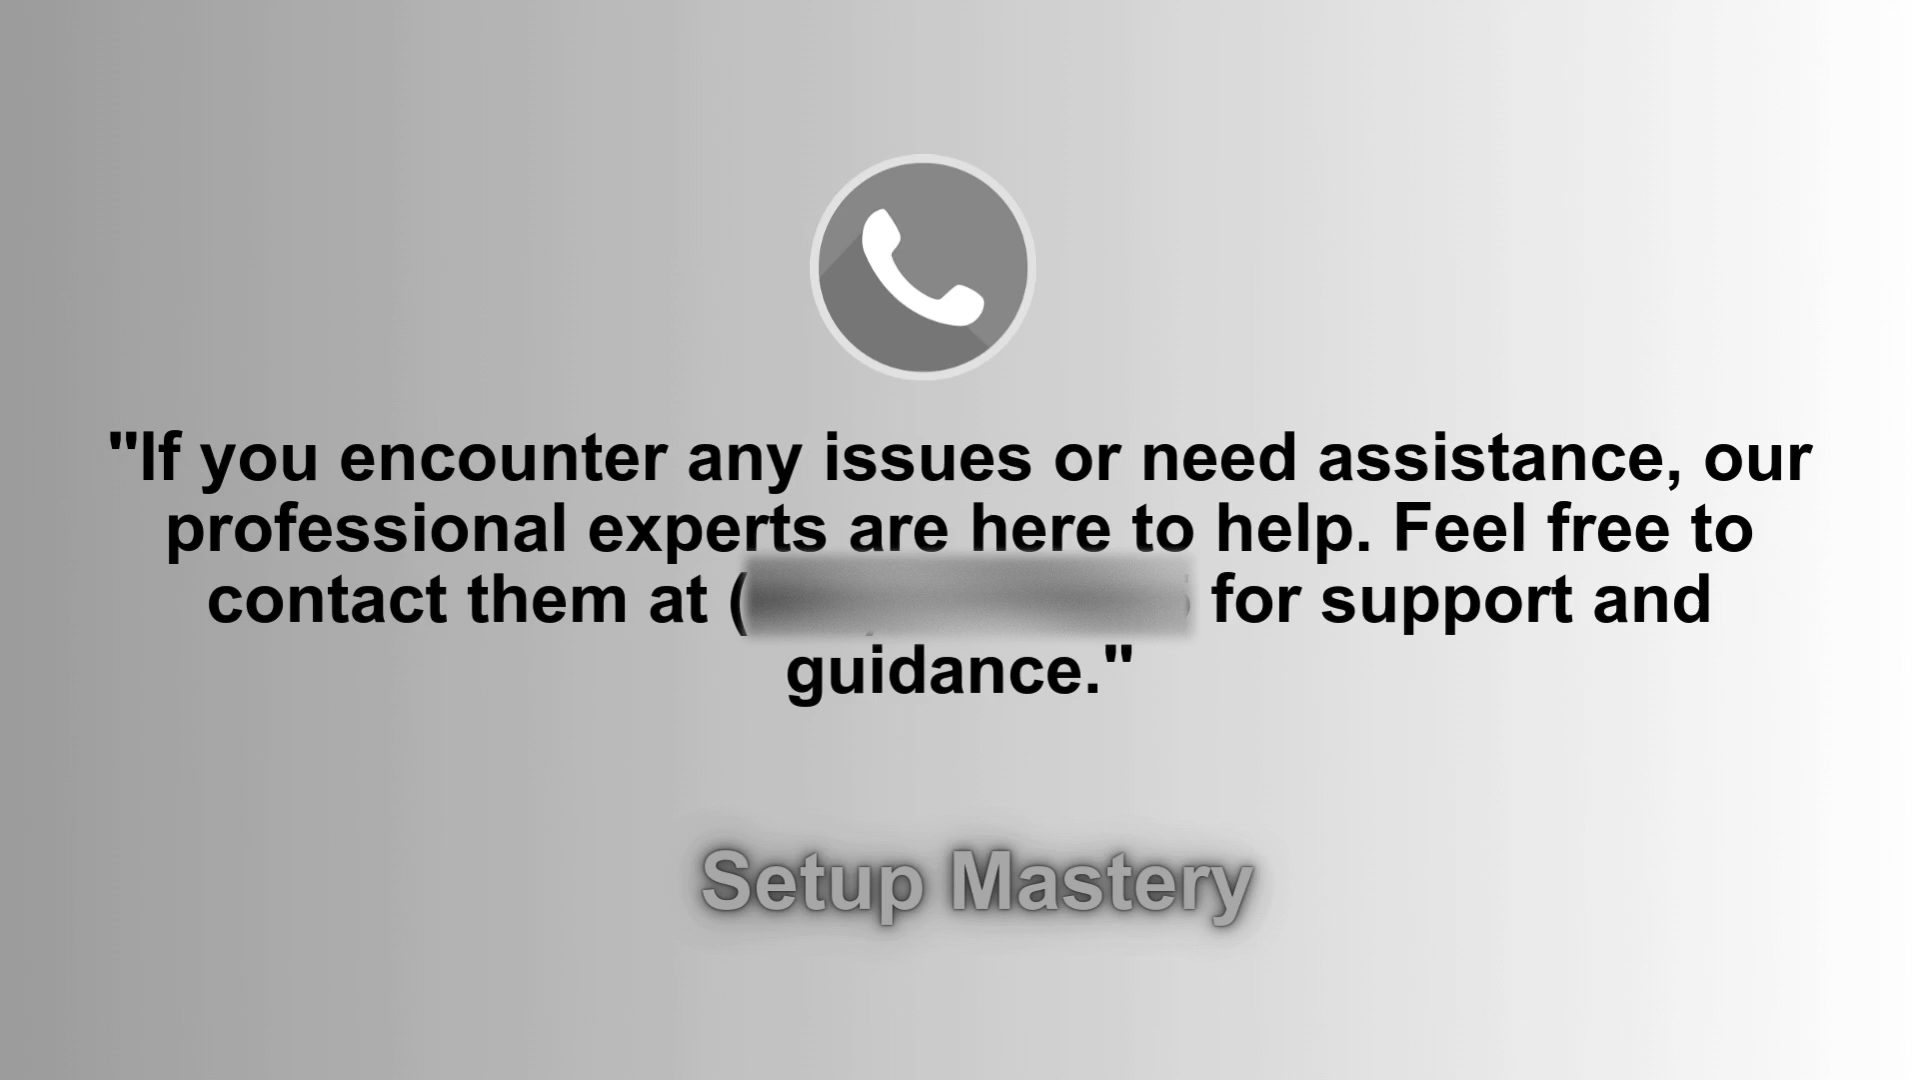 "If you encounter any issues or need assistance, our
professional experts are here to help. Feel free to
contact them at ( for support and
guidance."
Setup Mastery